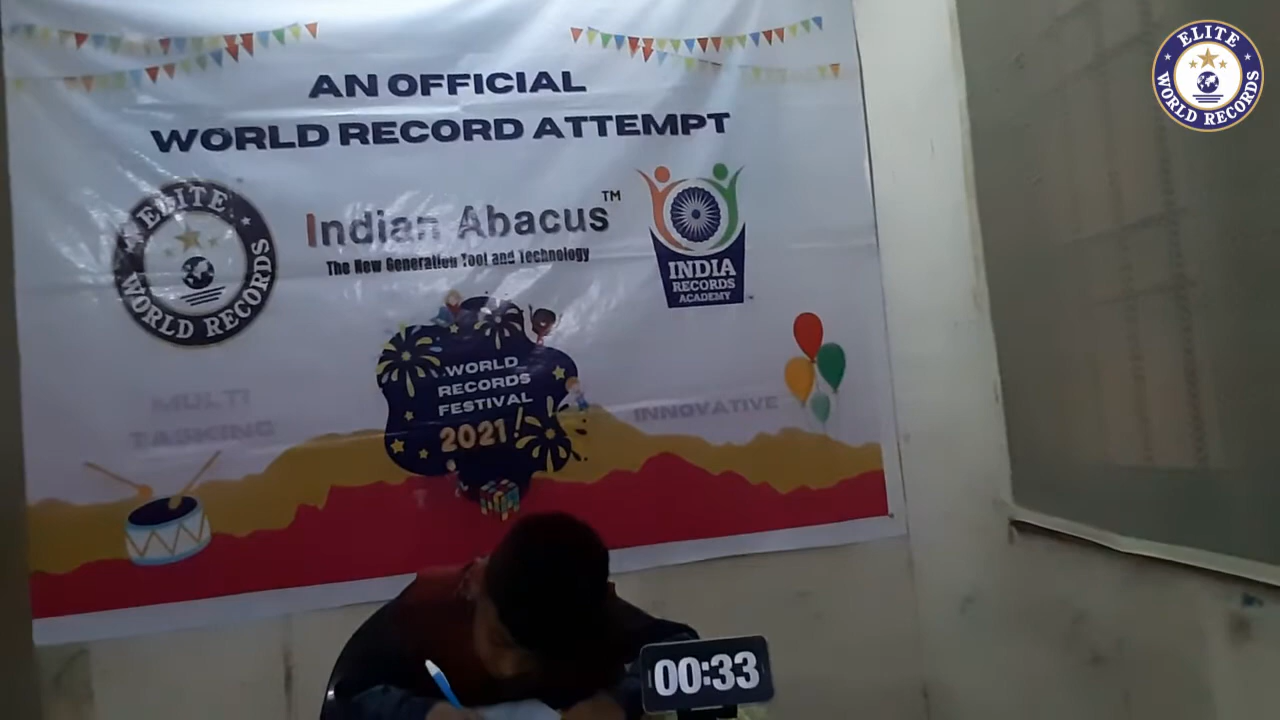 AN OFFICIAL
WORLD RECORD ATTEMPT
ELITE
WORLD RECORDS
Indian Abacus™
The New Generation Tool and Technology
INDIA
RECORDS
ACADEMY
WORLD
RECORDS
FESTIVAL
2021!
MULTI
TASKING
INNOVATIVE
00:33
ELITE
WORLD RECORDS